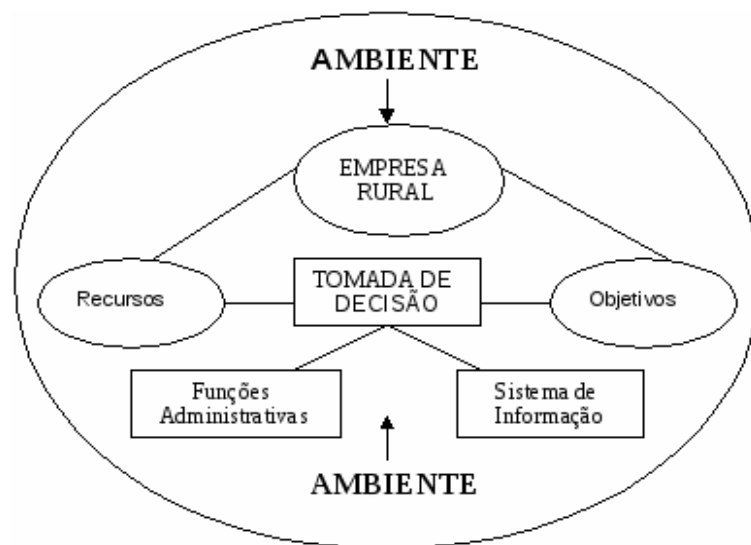 AMBIENTE
EMPRESA
RURAL
Recursos
TOMADA DE
DECISÃO
Objetivos
Funções
Administrativas
Sistema de
Informação
AMBIENTE